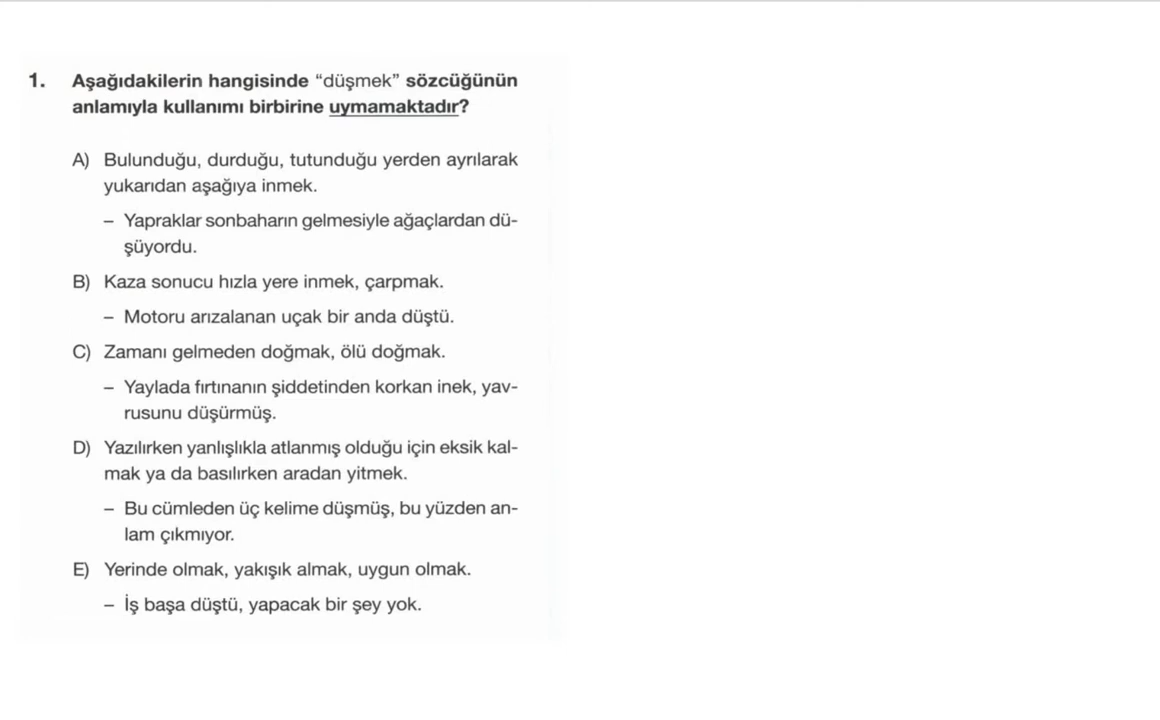 1. Aşağıdakilerin hangisinde “düşmek” sözcüğünün
anlamıyla kullanımı birbirine uymamaktadır?
A) Bulunduğu, durduğu, tutunduğu yerden ayrılarak
yukarıdan aşağıya inmek.
– Yapraklar sonbaharın gelmesiyle ağaçlardan dü-
şüyordu.
B) Kaza sonucu hızla yere inmek, çarpmak.
– Motoru arızalanan uçak bir anda düştü.
C) Zamanı gelmeden doğmak, ölü doğmak.
– Yaylada fırtınanın şiddetinden korkan inek, yav-
rusunu düşürmüş.
D) Yazılırken yanlışlıkla atlanmış olduğu için eksik kal-
mak ya da basılırken aradan yitmek.
– Bu cümleden üç kelime düşmüş, bu yüzden an-
lam çıkmıyor.
E) Yerinde olmak, yakışık almak, uygun olmak.
– İş başa düştü, yapacak bir şey yok.